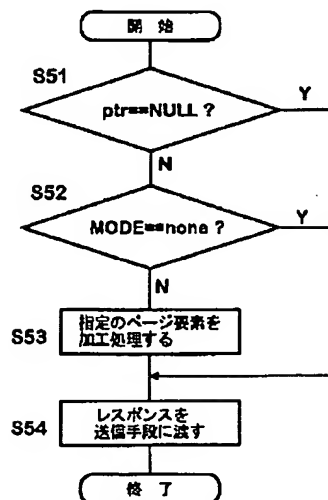 開始
S51
ptr==NULL ?
Y
N
S52
MODE==none ?
Y
N
S53
指定のページ要素を
加工処理する
S54
レスポンスを
送信手段に渡す
終了